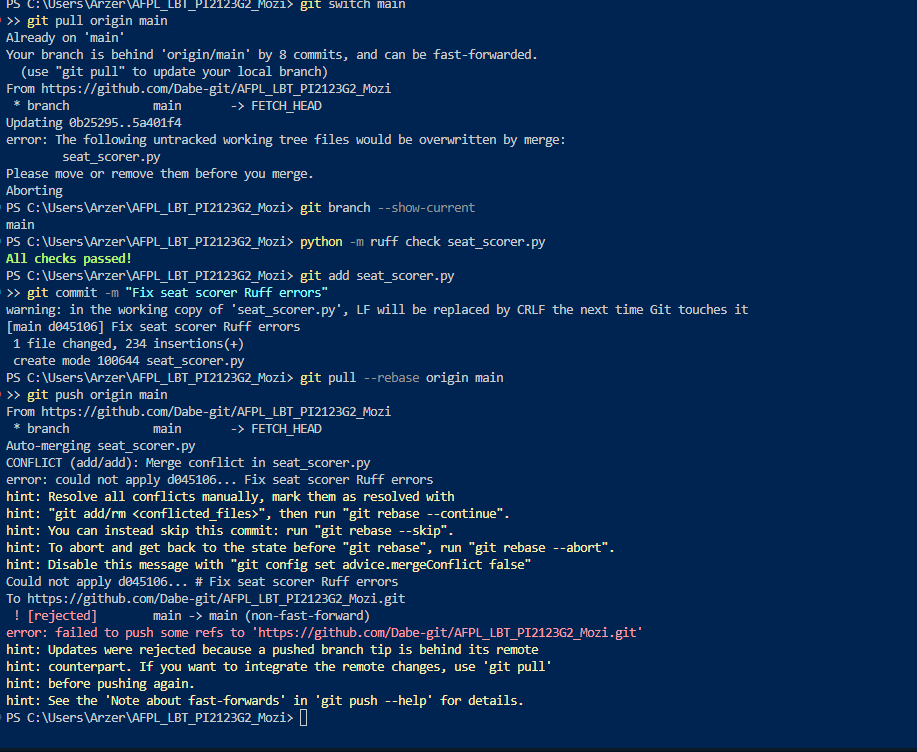 PS C:\Users\Arzer\AFPL_LBT_PI2123G2_Mozi> git switch main
>> git pull origin main
Already on 'main'
Your branch is behind 'origin/main' by 8 commits, and can be fast-forwarded.
  (use "git pull" to update your local branch)
From https://github.com/Dabe-git/AFPL_LBT_PI2123G2_Mozi
 * branch            main       -> FETCH_HEAD
Updating 0b25295..5a401f4
error: The following untracked working tree files would be overwritten by merge:
        seat_scorer.py
Please move or remove them before you merge.
Aborting
PS C:\Users\Arzer\AFPL_LBT_PI2123G2_Mozi> git branch --show-current
main
PS C:\Users\Arzer\AFPL_LBT_PI2123G2_Mozi> python -m ruff check seat_scorer.py
All checks passed!
PS C:\Users\Arzer\AFPL_LBT_PI2123G2_Mozi> git add seat_scorer.py
>> git commit -m "Fix seat scorer Ruff errors"
warning: in the working copy of 'seat_scorer.py', LF will be replaced by CRLF the next time Git touches it
[main d045106] Fix seat scorer Ruff errors
 1 file changed, 234 insertions(+)
 create mode 100644 seat_scorer.py
PS C:\Users\Arzer\AFPL_LBT_PI2123G2_Mozi> git pull --rebase origin main
>> git push origin main
From https://github.com/Dabe-git/AFPL_LBT_PI2123G2_Mozi
 * branch            main       -> FETCH_HEAD
Auto-merging seat_scorer.py
CONFLICT (add/add): Merge conflict in seat_scorer.py
error: could not apply d045106... Fix seat scorer Ruff errors
hint: Resolve all conflicts manually, mark them as resolved with
hint: "git add/rm <conflicted_files>", then run "git rebase --continue".
hint: You can instead skip this commit: run "git rebase --skip".
hint: To abort and get back to the state before "git rebase", run "git rebase --abort".
hint: Disable this message with "git config set advice.mergeConflict false"
Could not apply d045106... # Fix seat scorer Ruff errors
To https://github.com/Dabe-git/AFPL_LBT_PI2123G2_Mozi.git
 ! [rejected]        main -> main (non-fast-forward)
error: failed to push some refs to 'https://github.com/Dabe-git/AFPL_LBT_PI2123G2_Mozi.git'
hint: Updates were rejected because a pushed branch tip is behind its remote
hint: counterpart. If you want to integrate the remote changes, use 'git pull'
hint: before pushing again.
hint: See the 'Note about fast-forwards' in 'git push --help' for details.
PS C:\Users\Arzer\AFPL_LBT_PI2123G2_Mozi>